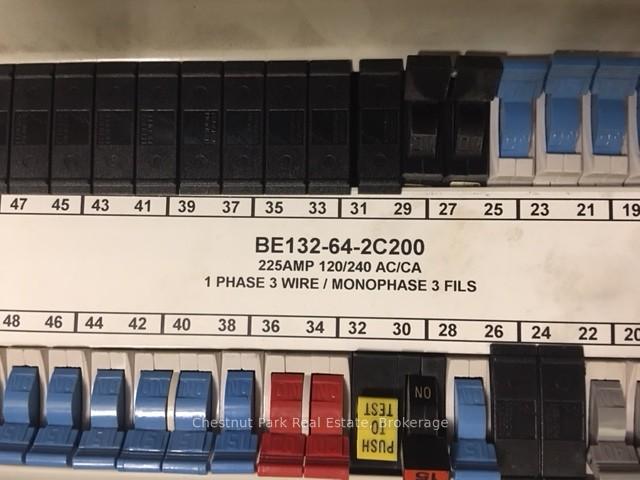 47 45 43 41 39 37 35 33 31 29 27 25 23 21 19
BE132-64-2C200
225AMP 120/240 AC/CA
1 PHASE 3 WIRE / MONOPHASE 3 FILS
48 46 44 42 40 38 36 34 32 30 28 26 24 22 20
ON
PUSH
TO
TEST
15
Chestnut Park Real Estate, Brokerage